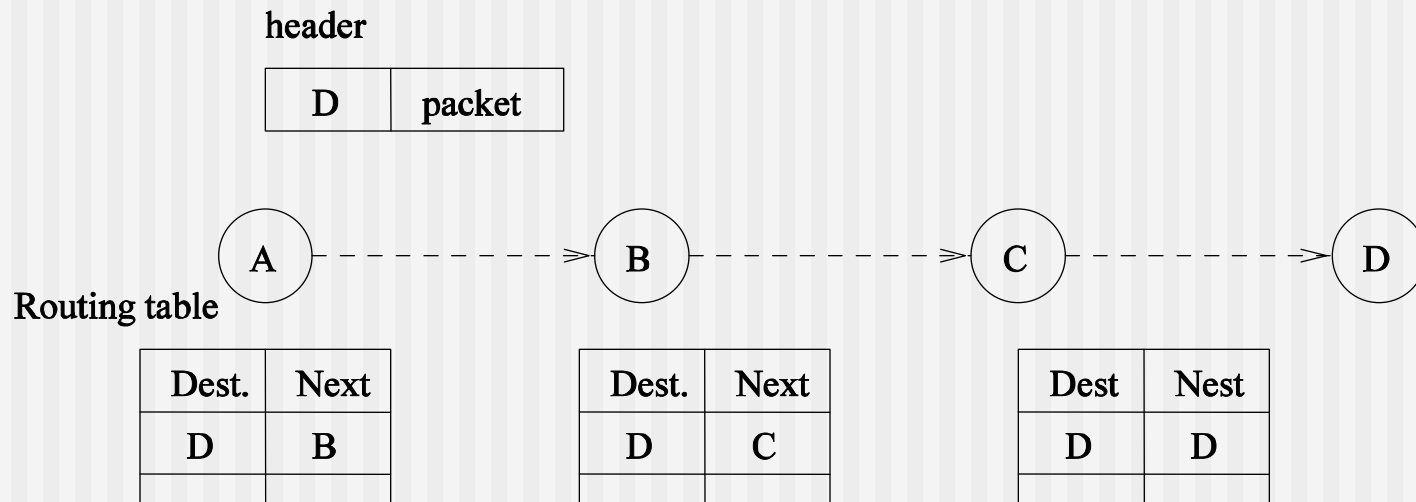 header
D packet
A B C D
Routing table
Dest. Next Dest. Next Dest Nest
D B D C D D